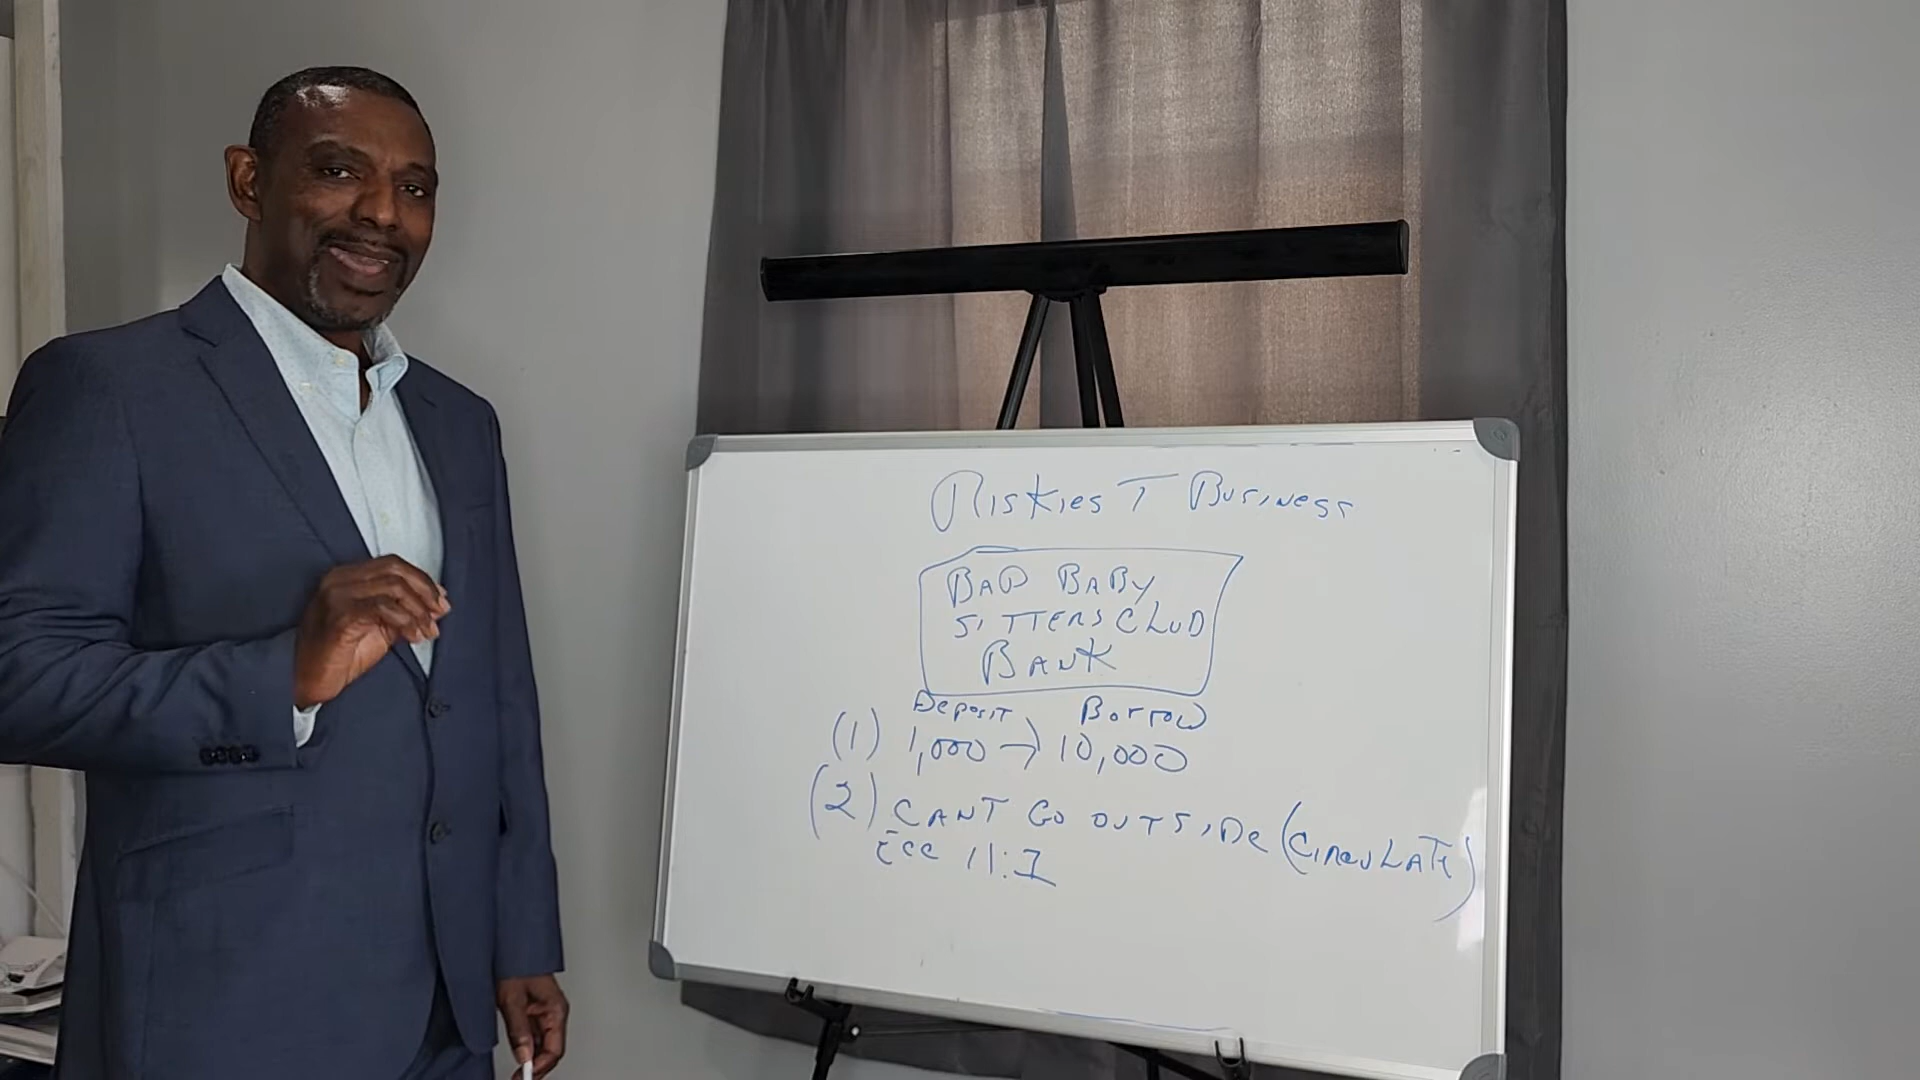 RiskiesT Business
BAD BABY
SITTERS CLUB
BANK
Deposit Borrow
(1) 1,000 → 10,000
(2) CANT GO OUTSIDE (CIRCULATE)
Ecc 11:1